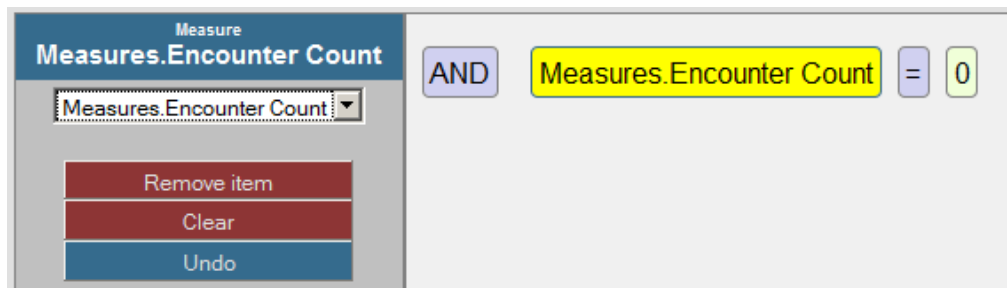 Measure
Measures.Encounter Count
Measures.Encounter Count
Remove item
Clear
Undo
AND Measures.Encounter Count = 0